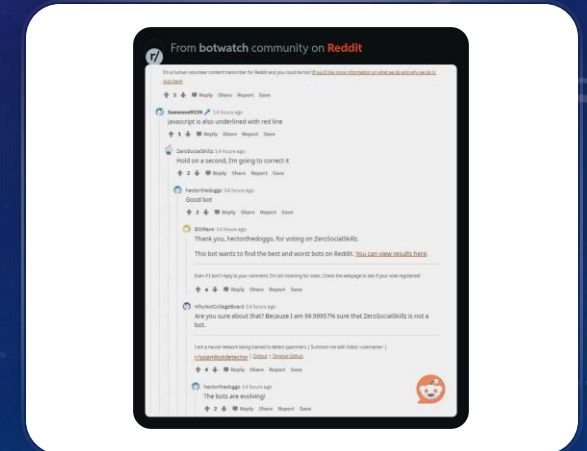 r/
From botwatch community on Reddit
I'm a human volunteer content transcriber for Reddit and you could be too! If you'd like more information on what we do and why we do it,
click here!
3 Reply Share Report Save
Someone9339 14 hours ago
Javascript is also underlined with red line
1 Reply Share Report Save
ZeroSocialSkillz 14 hours ago
Hold on a second, I'm going to correct it
2 Reply Share Report Save
hectorthedoggo 14 hours ago
Good bot
2 Reply Share Report Save
B0tRank 14 hours ago
Thank you, hectorthedoggo, for voting on ZeroSocialSkillz.
This bot wants to find the best and worst bots on Reddit. You can view results here.
Even if I don't reply to your comment, I'm still listening for votes. Check the webpage to see if your vote registered!
4 Reply Share Report Save
WhyNotCollegeBoard 14 hours ago
Are you sure about that? Because I am 99.99957% sure that ZeroSocialSkillz is not a
bot.
I am a neural network being trained to detect spammers | Summon me with !isbot <username> |
r/spambotdetector | Optout | Original Github
4 Reply Share Report Save
hectorthedoggo 14 hours ago
The bots are evolving!
2 Reply Share Report Save